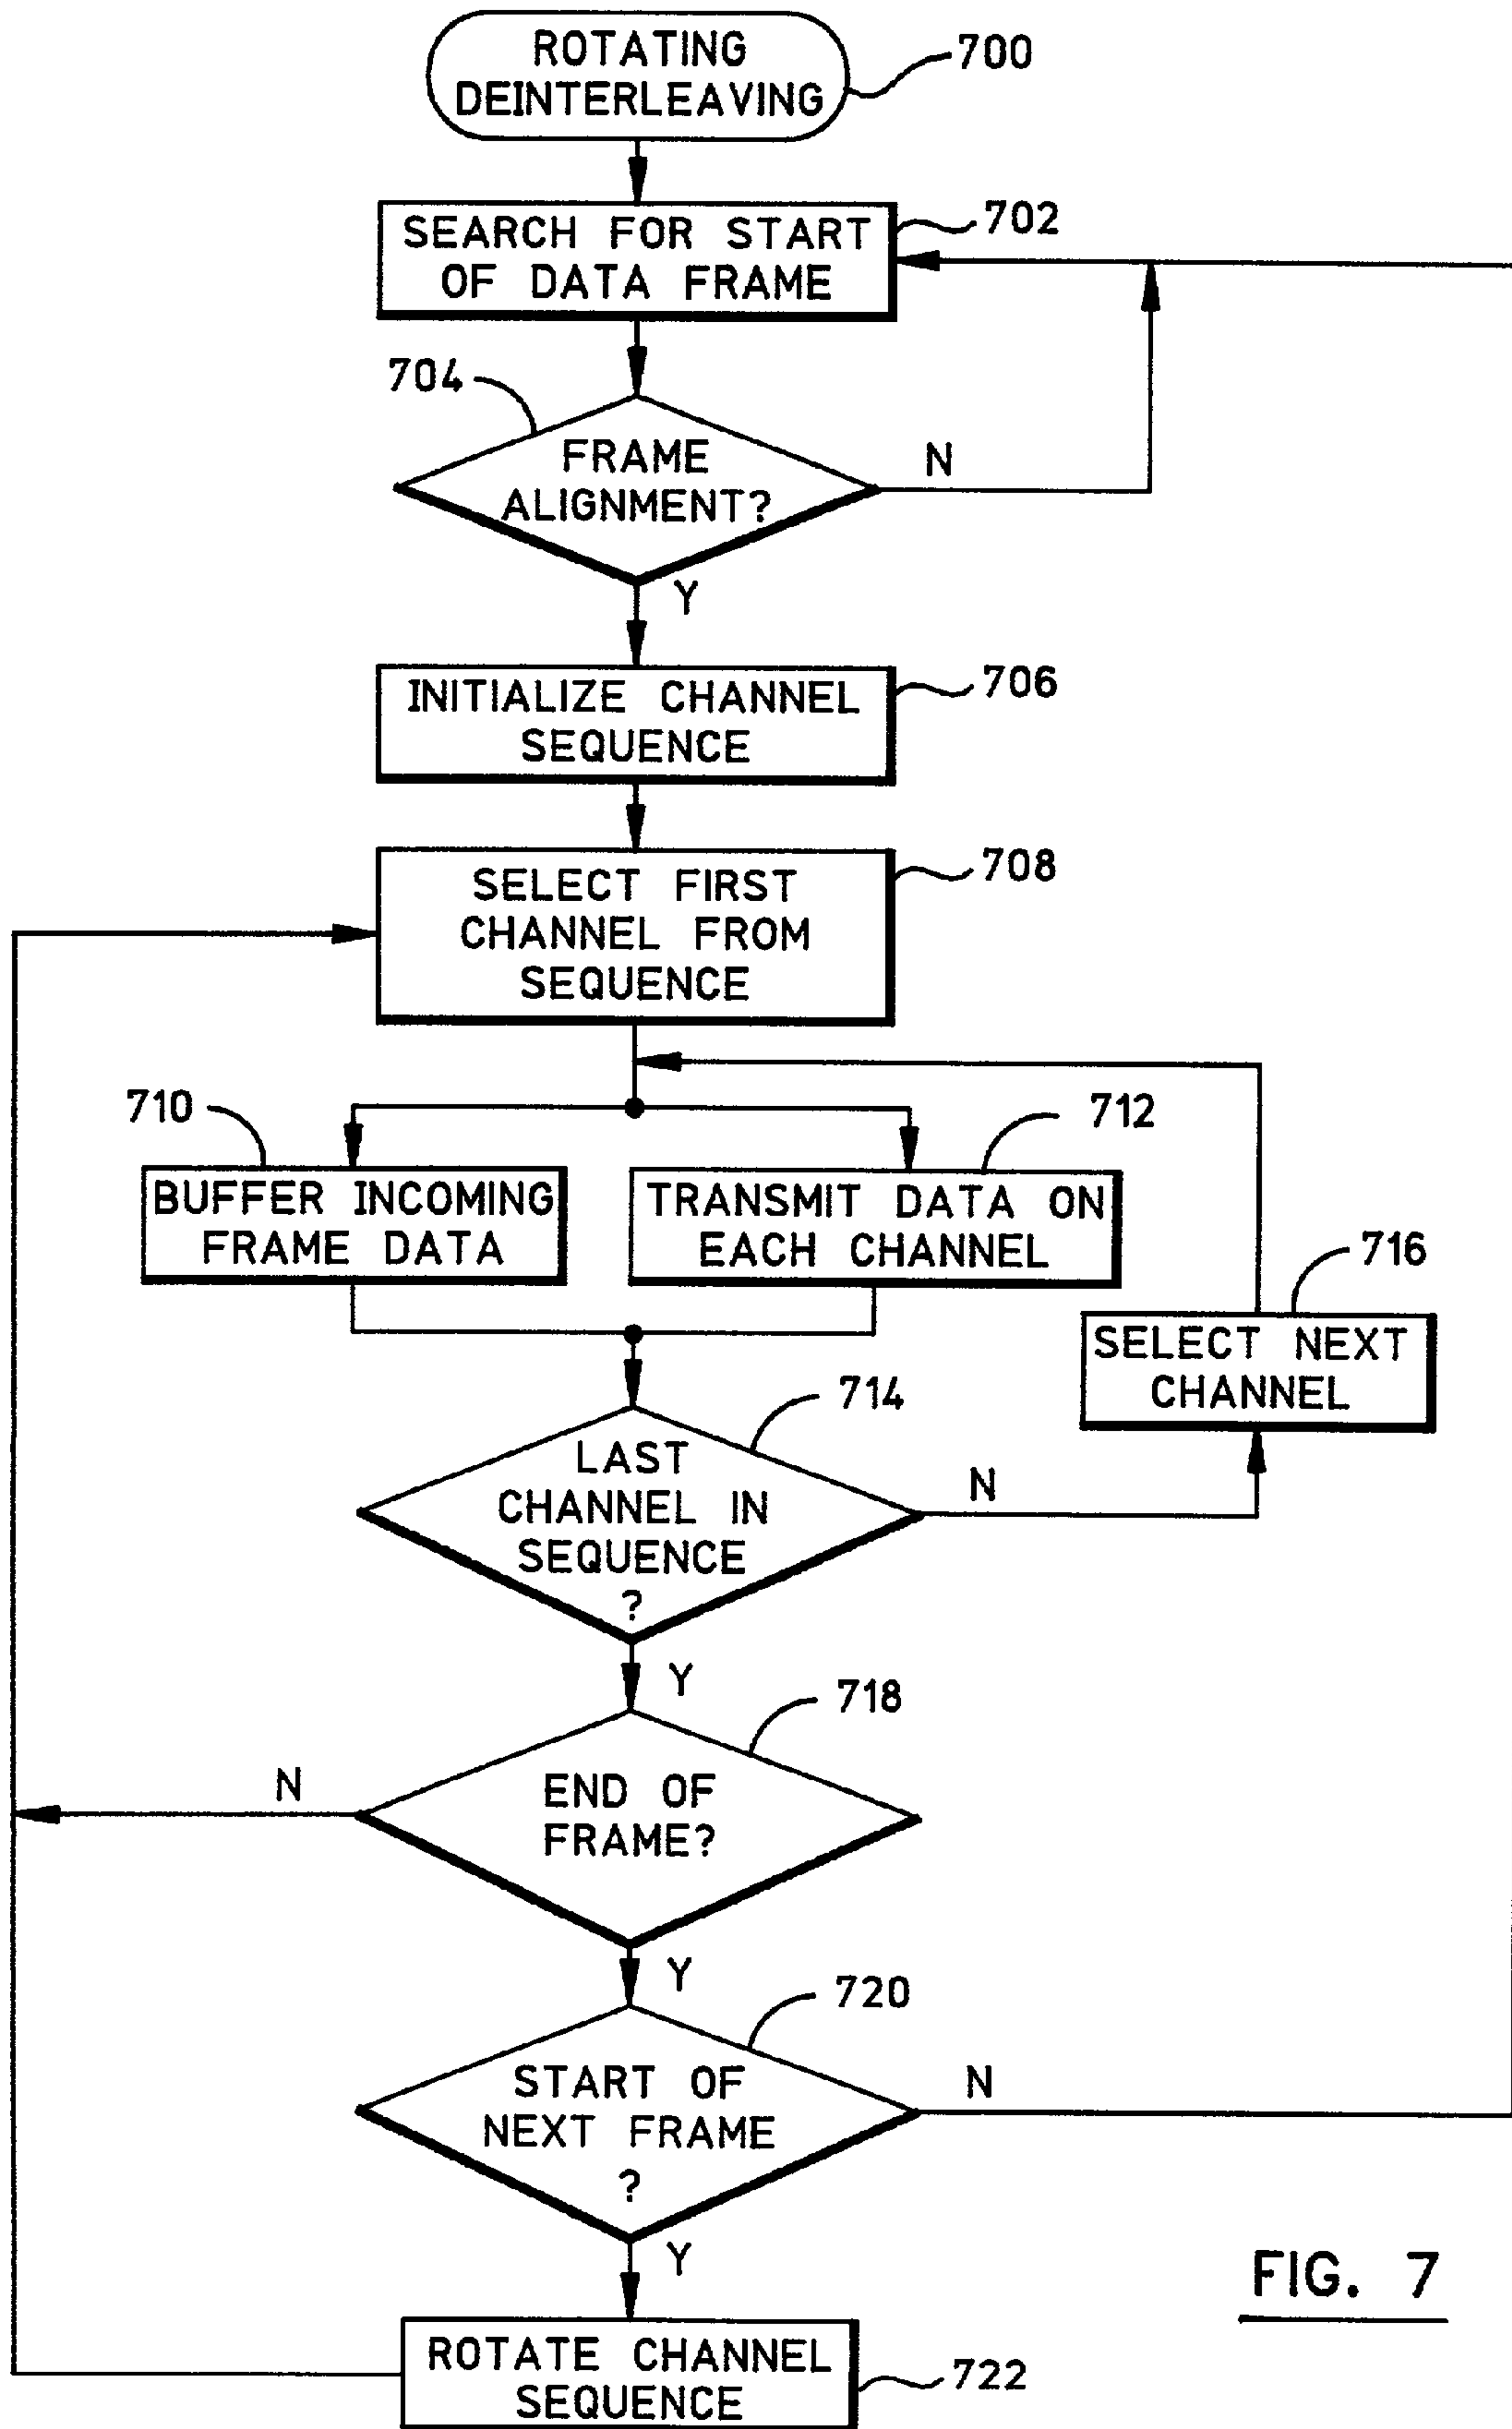 ROTATING
DEINTERLEAVING
700
SEARCH FOR START
OF DATA FRAME
702
704
FRAME
ALIGNMENT?
N
Y
INITIALIZE CHANNEL
SEQUENCE
706
SELECT FIRST
CHANNEL FROM
SEQUENCE
708
710
BUFFER INCOMING
FRAME DATA
712
TRANSMIT DATA ON
EACH CHANNEL
716
SELECT NEXT
CHANNEL
714
LAST
CHANNEL IN
SEQUENCE
?
N
Y
718
END OF
FRAME?
N
Y
720
START OF
NEXT FRAME
?
N
Y
ROTATE CHANNEL
SEQUENCE
722
FIG. 7